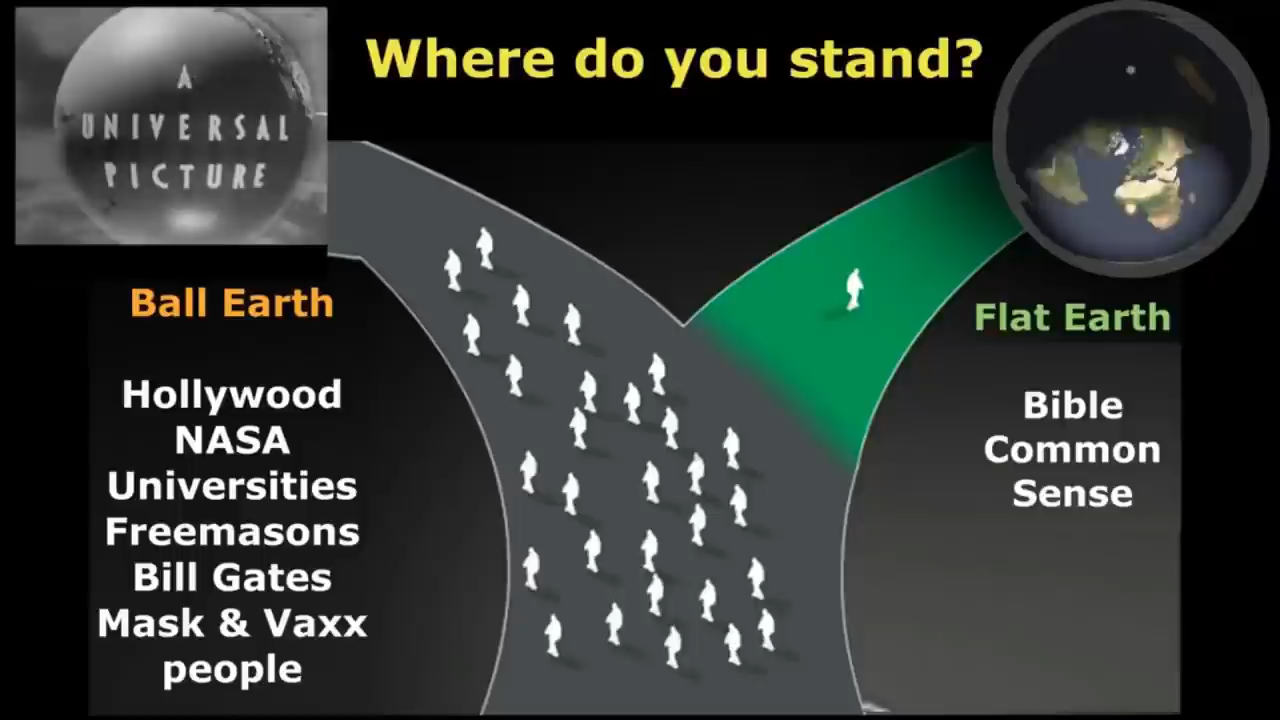 Where do you stand?
A
UNIVERSAL
PICTURE
Ball Earth
Hollywood
NASA
Universities
Freemasons
Bill Gates
Mask & Vaxx
people
Flat Earth
Bible
Common
Sense